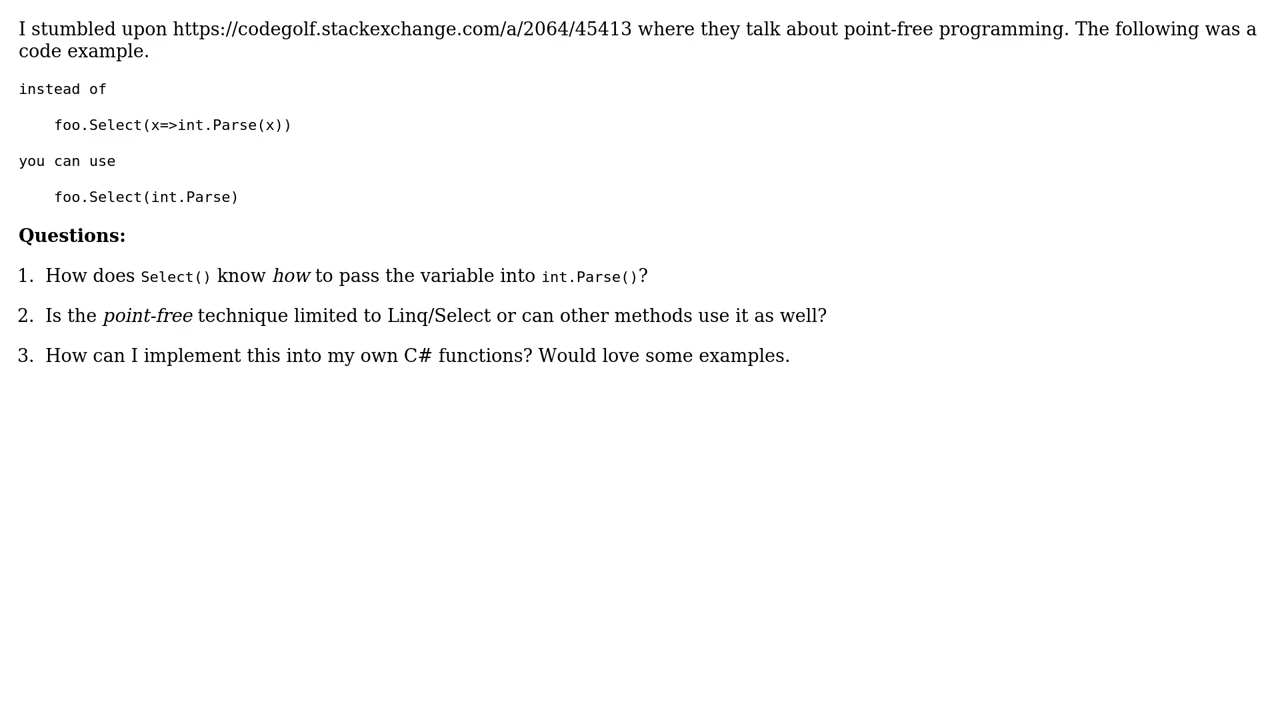 I stumbled upon https://codegolf.stackexchange.com/a/2064/45413 where they talk about point-free programming. The following was a
code example.
instead of
foo.Select(x=>int.Parse(x))
you can use
foo.Select(int.Parse)
Questions:
1. How does Select() know how to pass the variable into int.Parse()?
2. Is the point-free technique limited to Linq/Select or can other methods use it as well?
3. How can I implement this into my own C# functions? Would love some examples.